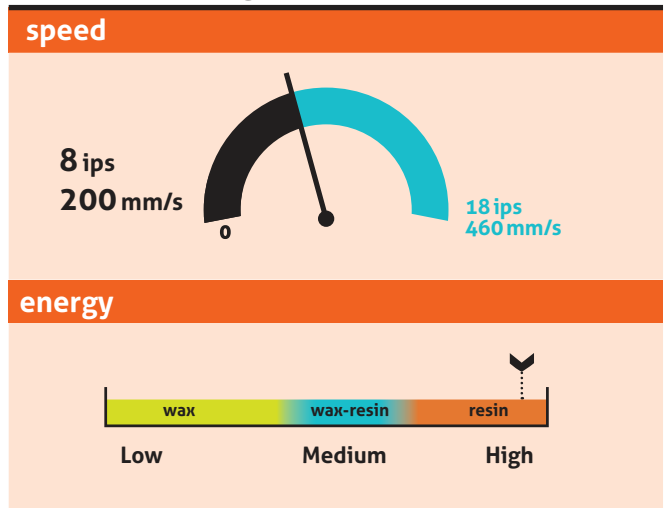 speed
8 ips
200 mm/s
0
18 ips
460 mm/s
energy
wax wax-resin resin
Low Medium High